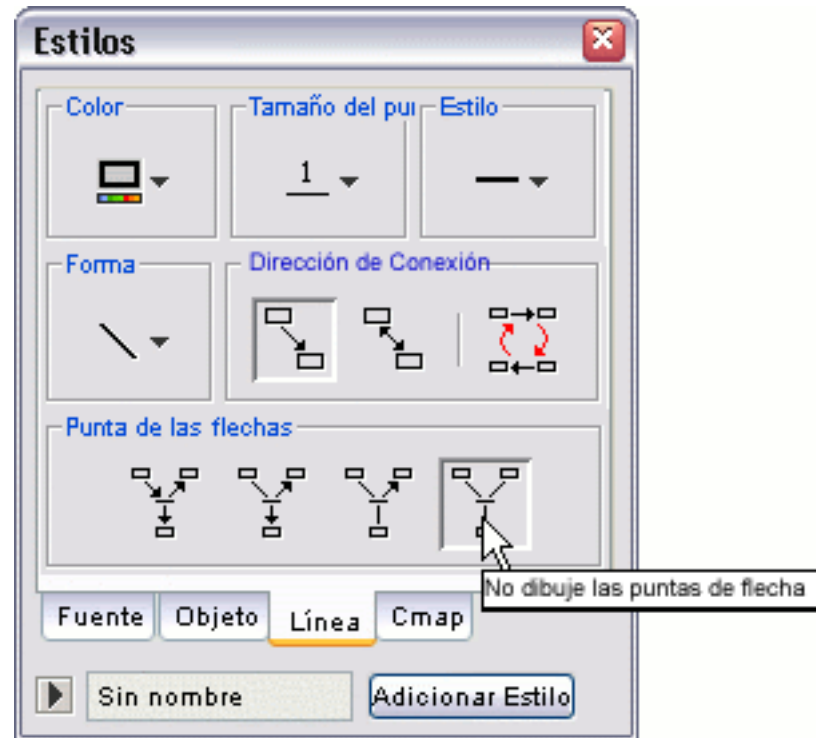 Estilos
Color
Tamaño del pu
Estilo
1
Forma
Dirección de Conexión
Punta de las flechas
No dibuje las puntas de flecha
Fuente
Objeto
Línea
Cmap
Sin nombre
Adicionar Estilo